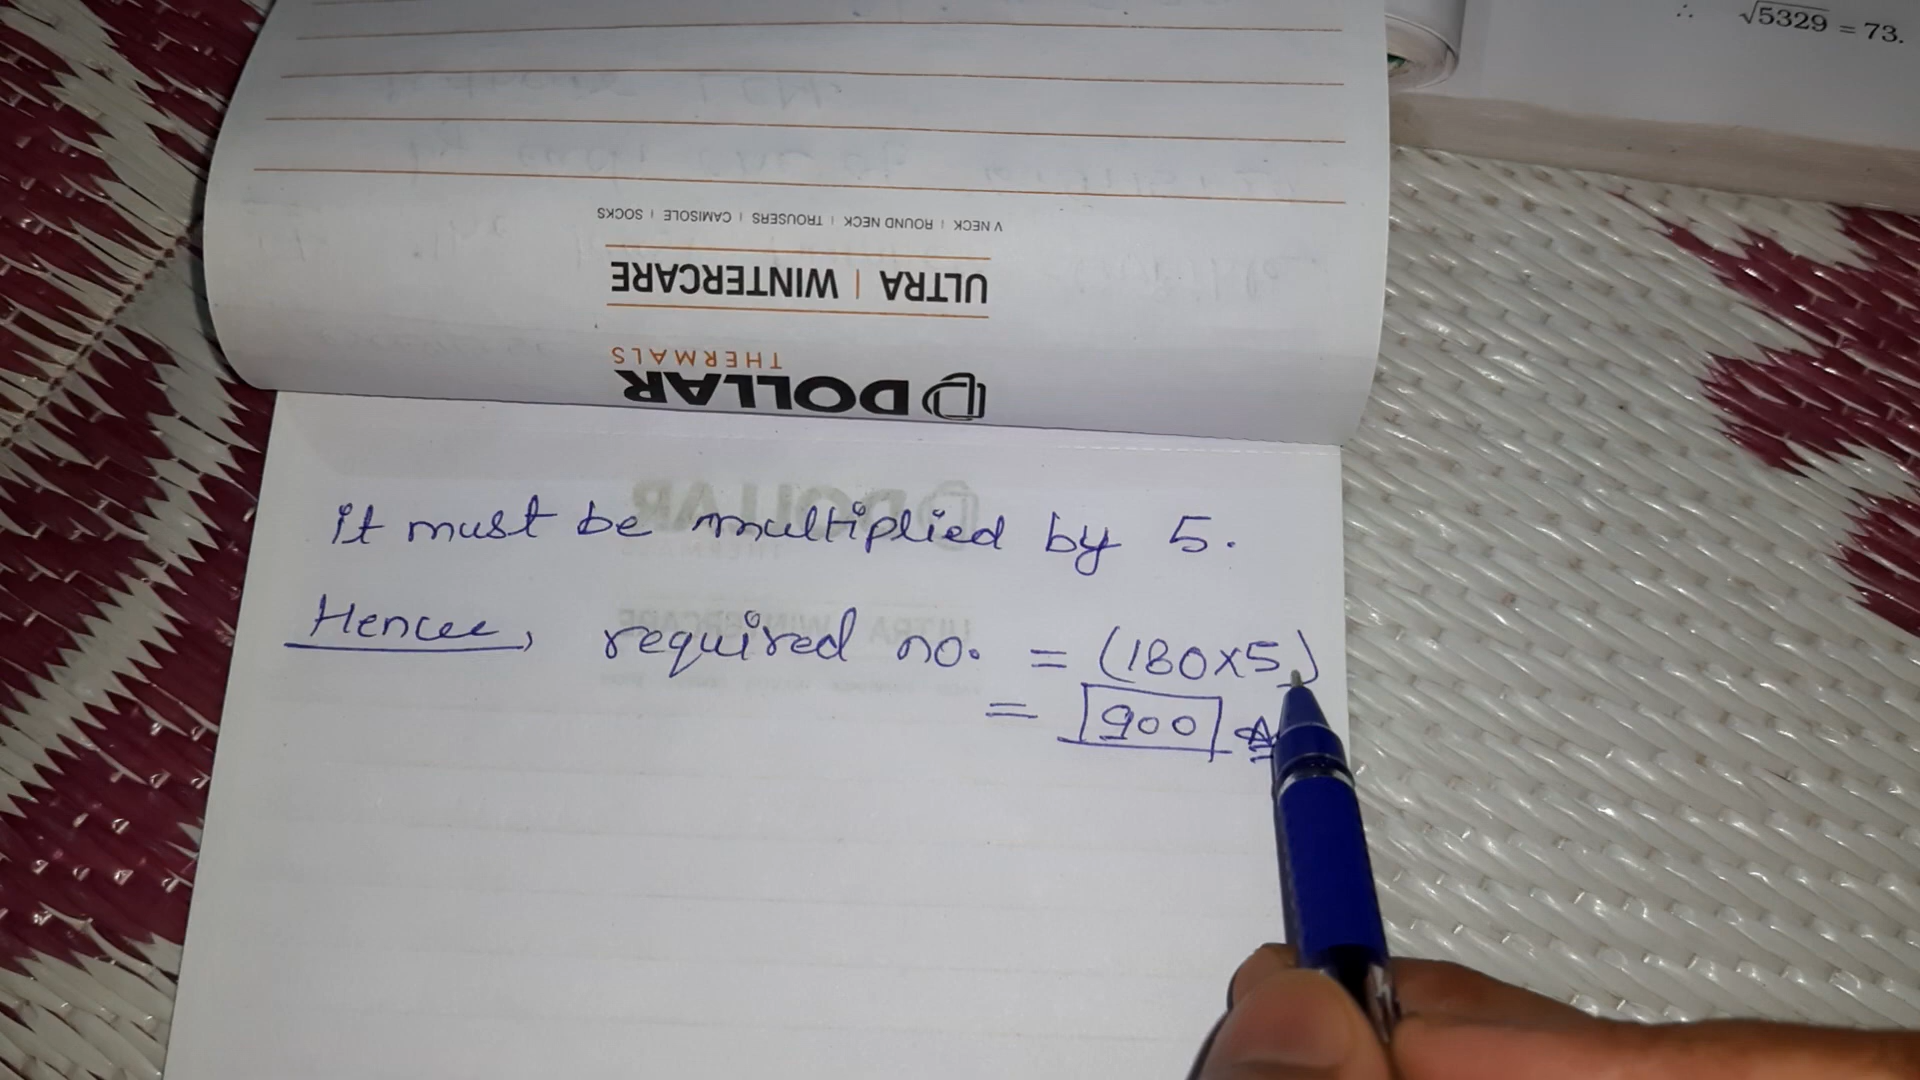 ∴ √5329 = 73.
V NECK | ROUND NECK | TROUSERS | CAMISOLE | SOCKS
ULTRA | WINTERCARE
THERMALS
DOLLAR
it must be multiplied by 5.
Hence, required no. = (180×5)
= 900